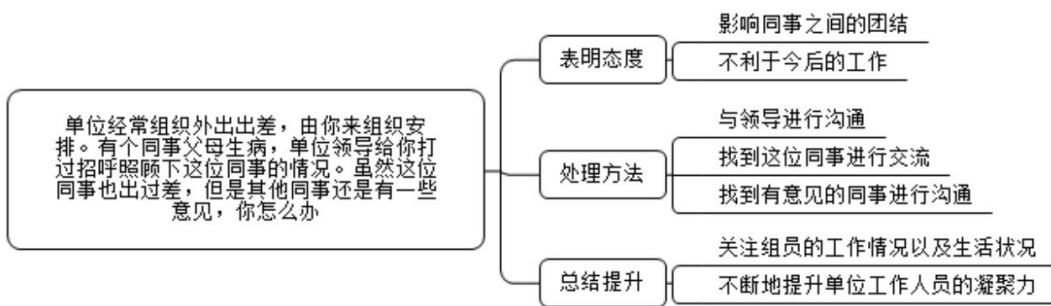 单位经常组织外出出差，由你来组织安
排。有个同事父母生病，单位领导给你打
过招呼照顾下这位同事的情况。虽然这位
同事也出过差，但是其他同事还是有一些
意见，你怎么办
表明态度
影响同事之间的团结
不利于今后的工作
处理方法
与领导进行沟通
找到这位同事进行交流
找到有意见的同事进行沟通
总结提升
关注组员的工作情况以及生活状况
不断地提升单位工作人员的凝聚力